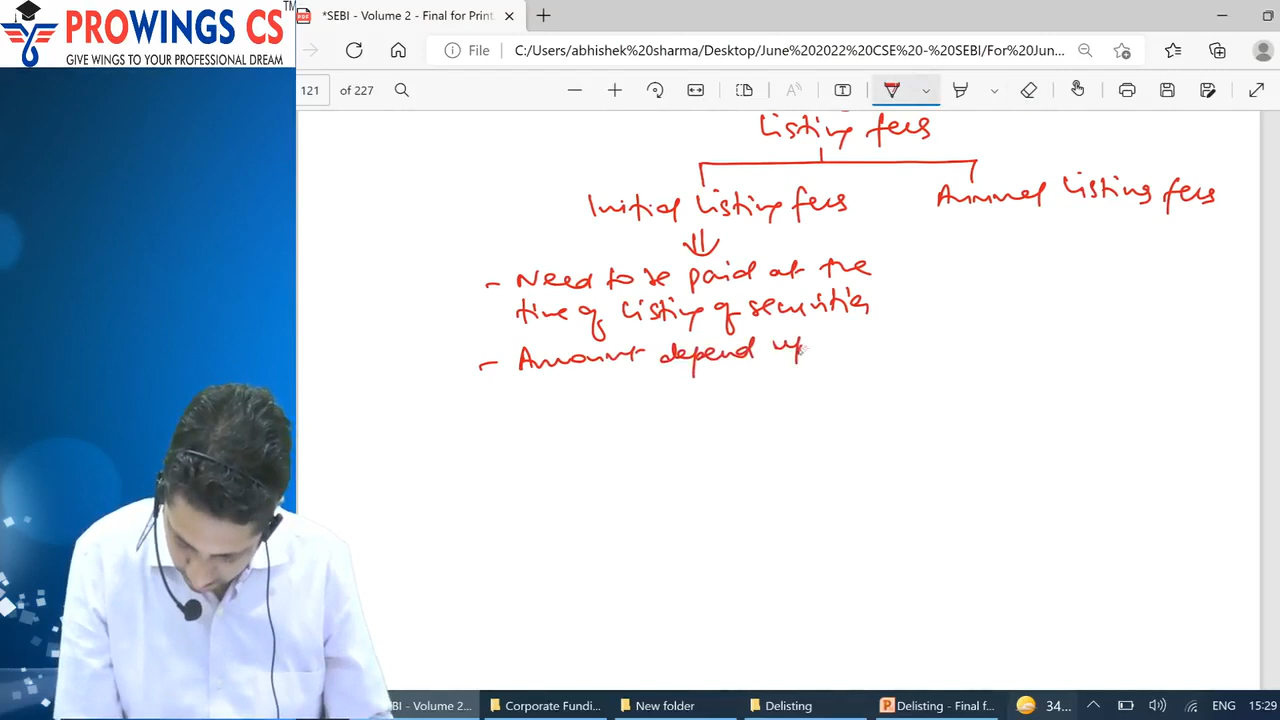 PROWINGS CS TM
GIVE WINGS TO YOUR PROFESSIONAL DREAM
PDF
*SEBI - Volume 2 - Final for Print
File
C:/Users/abhishek%20sharma/Desktop/June%202022%20CSE%20-%20SEBI/For%20Jun...
121 of 227
Listing fees
Initial Listing fees
Annual Listing fees
- Need to be paid at the
time of Listing of securities
- Amount depend up
BI - Volume 2...
Corporate Fundi...
New folder
Delisting
Delisting - Final f...
34...
ENG
15:29